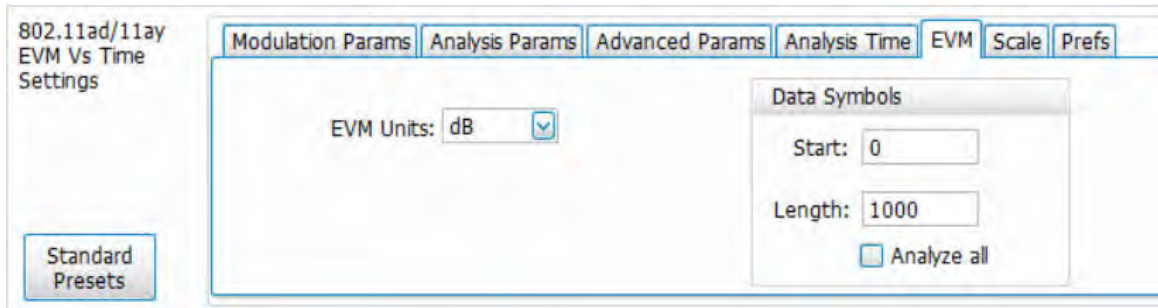 802.11ad/11ay
EVM Vs Time
Settings
Modulation Params Analysis Params Advanced Params Analysis Time EVM Scale Prefs
Data Symbols
EVM Units: dB
Start: 0
Length: 1000
Analyze all
Standard
Presets